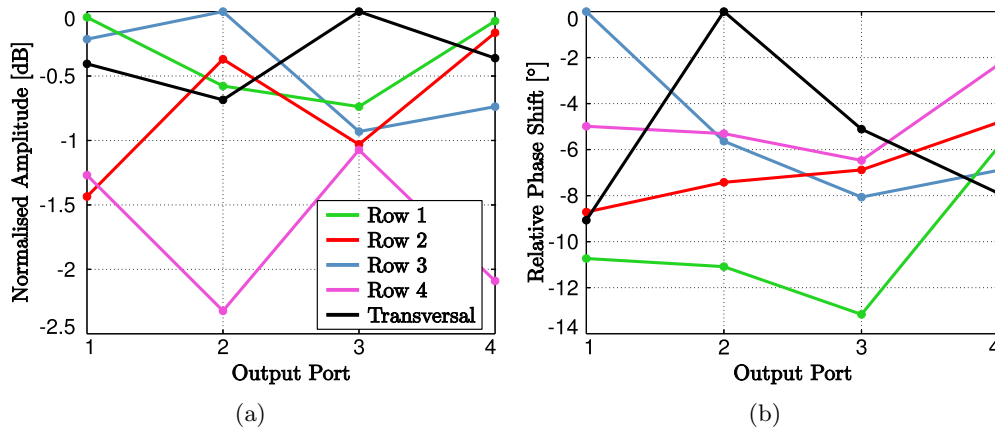 Normalised Amplitude [dB]
0
-0.5
-1
-1.5
-2
-2.5
1
2
3
4
Output Port
Row 1
Row 2
Row 3
Row 4
Transversal
(a)
Relative Phase Shift [°]
0
-2
-4
-6
-8
-10
-12
-14
1
2
3
4
Output Port
(b)